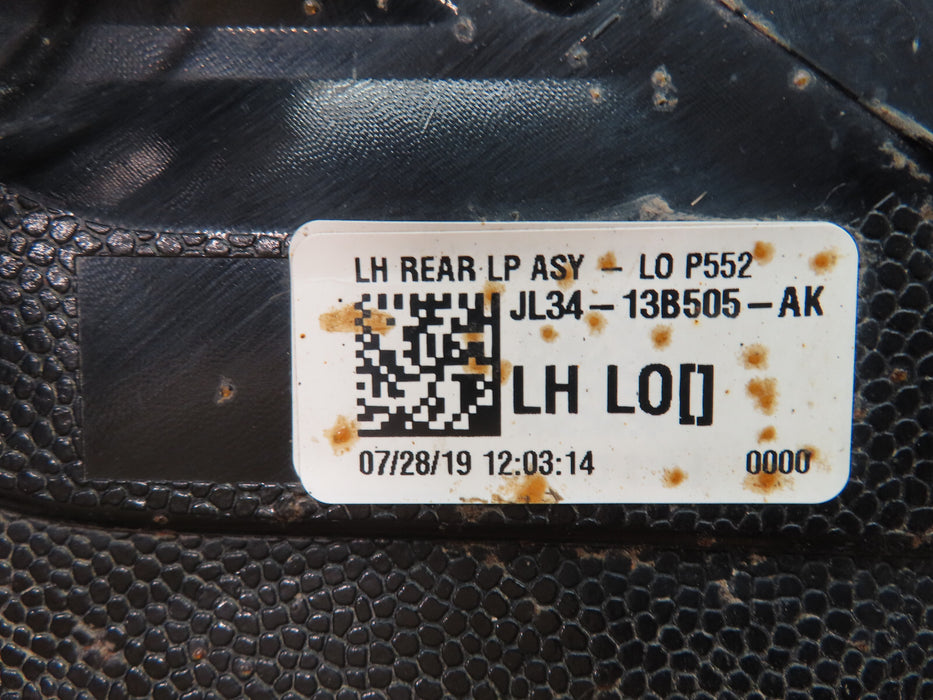 LH REAR LP ASY - LO P552
JL34-13B505-AK
LH LO[]
07/28/19 12:03:14 0000